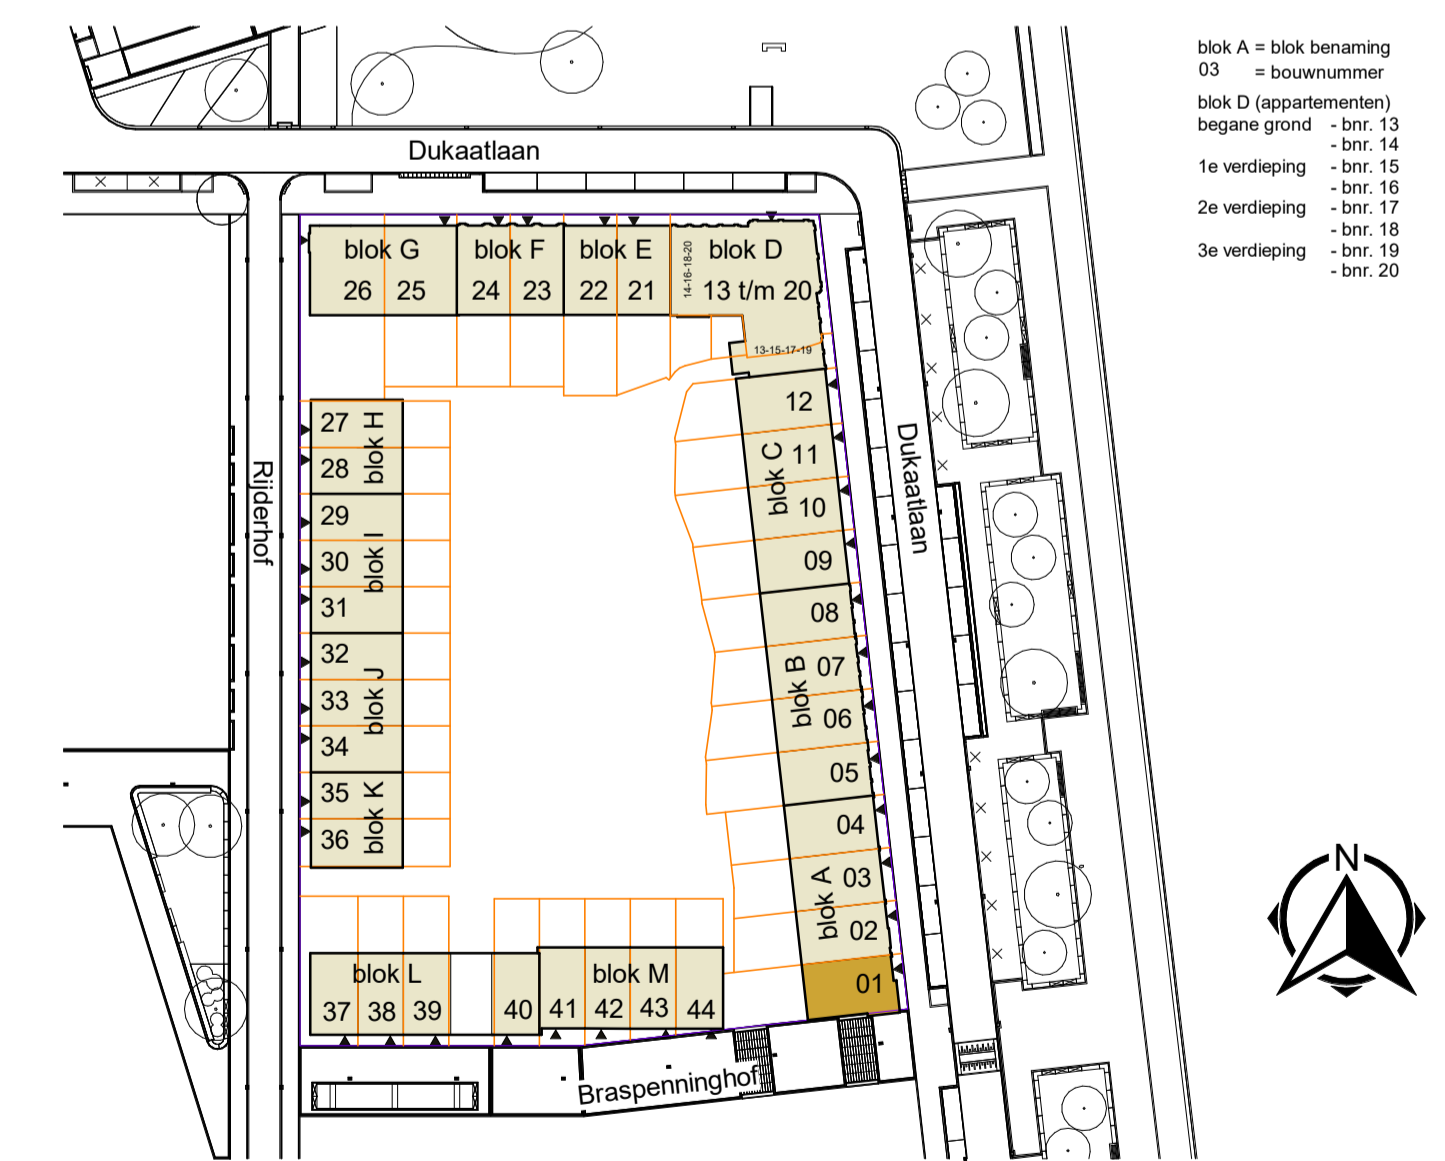 blok A = blok benaming
03 = bouwnummer
blok D (appartementen)
begane grond - bnr. 13
- bnr. 14
1e verdieping - bnr. 15
- bnr. 16
2e verdieping - bnr. 17
- bnr. 18
3e verdieping - bnr. 19
- bnr. 20
Dukaatlaan
blok G
26 25
blok F
24 23
blok E
22 21
14-16-18-20
blok D
13 t/m 20
13-15-17-19
12
11
10
09
blok C
08
07
06
05
blok B
04
03
02
01
blok A
Dukaatlaan
Rijderhof
27
28
blok H
29
30
31
blok I
32
33
34
blok J
35
36
blok K
blok L
37 38 39 40
blok M
41 42 43 44
Braspenninghof
N